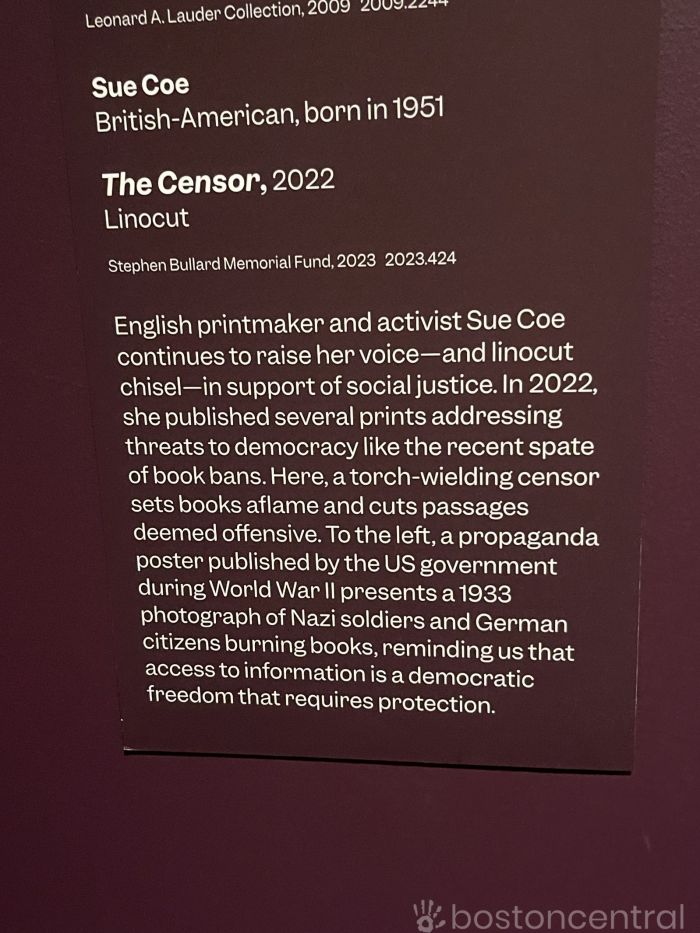 Leonard A. Lauder Collection, 2009 2009.2244
Sue Coe
British-American, born in 1951
The Censor, 2022
Linocut
Stephen Bullard Memorial Fund, 2023 2023.424
English printmaker and activist Sue Coe
continues to raise her voice—and linocut
chisel—in support of social justice. In 2022,
she published several prints addressing
threats to democracy like the recent spate
of book bans. Here, a torch-wielding censor
sets books aflame and cuts passages
deemed offensive. To the left, a propaganda
poster published by the US government
during World War II presents a 1933
photograph of Nazi soldiers and German
citizens burning books, reminding us that
access to information is a democratic
freedom that requires protection.
bostoncentral